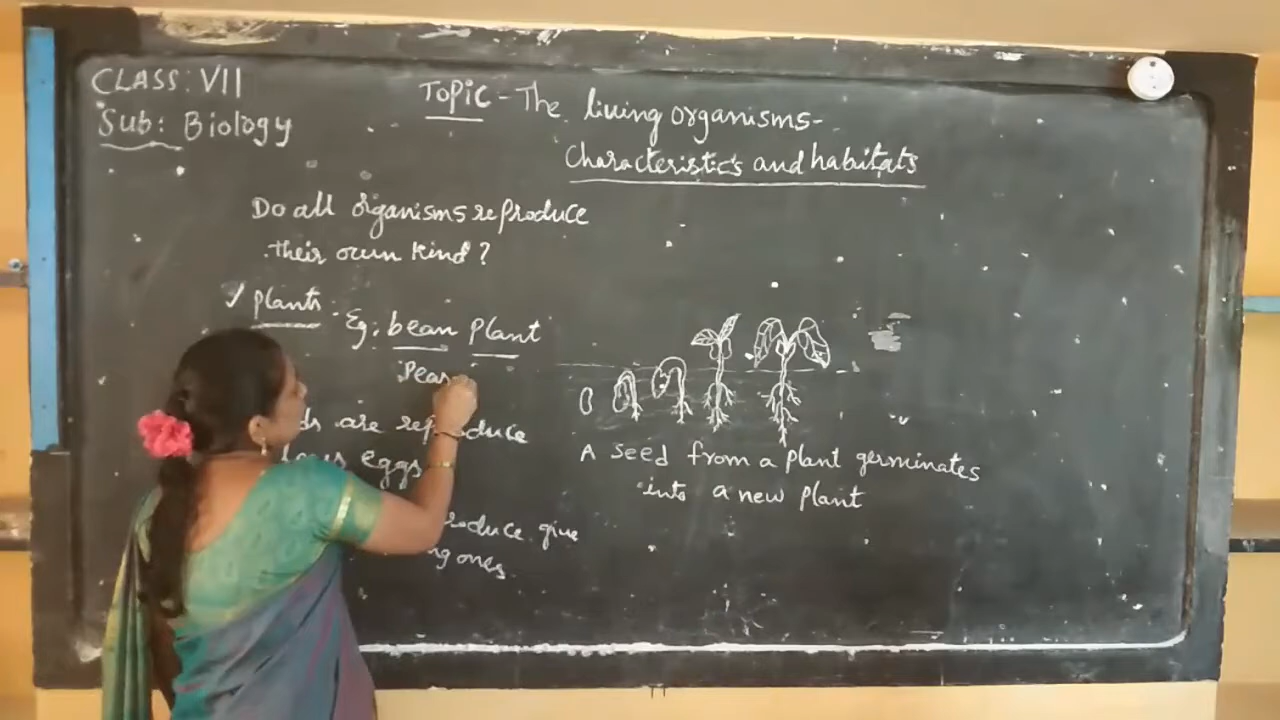 CLASS: VII
Sub: Biology
Topic - The living organisms-
characteristics and habitats
Do all organisms reproduce
their own kind?
✓ plants
Eg: bean plant
Peas
are reproduce
eggs
A seed from a plant germinates
into a new plant
give
ones.